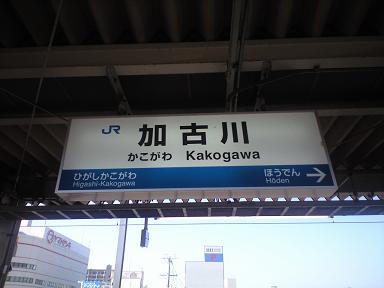 JR
加古川
かこがわ Kakogawa
ひがしかこがわ
Higashi-Kakogawa
ほうでん
Hōden